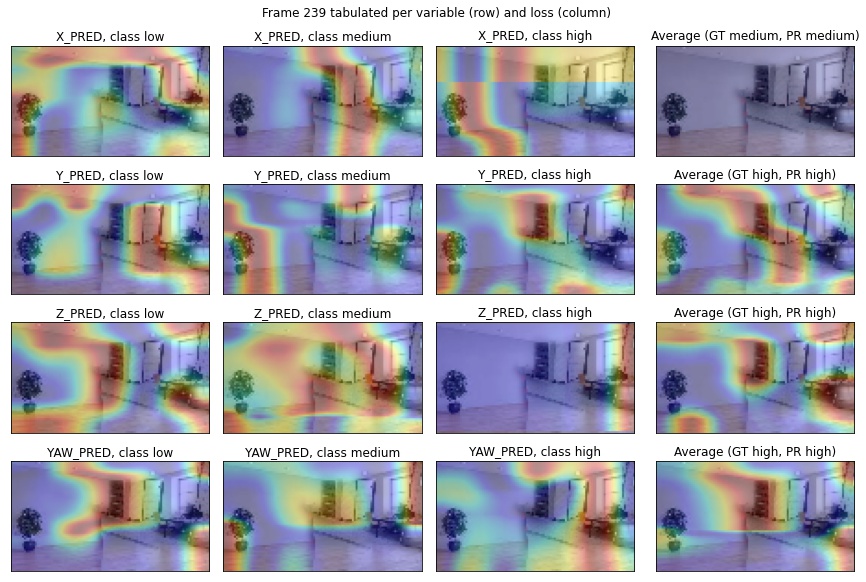 Frame 239 tabulated per variable (row) and loss (column)
X_PRED, class low
X_PRED, class medium
X_PRED, class high
Average (GT medium, PR medium)
Y_PRED, class low
Y_PRED, class medium
Y_PRED, class high
Average (GT high, PR high)
Z_PRED, class low
Z_PRED, class medium
Z_PRED, class high
Average (GT high, PR high)
YAW_PRED, class low
YAW_PRED, class medium
YAW_PRED, class high
Average (GT high, PR high)